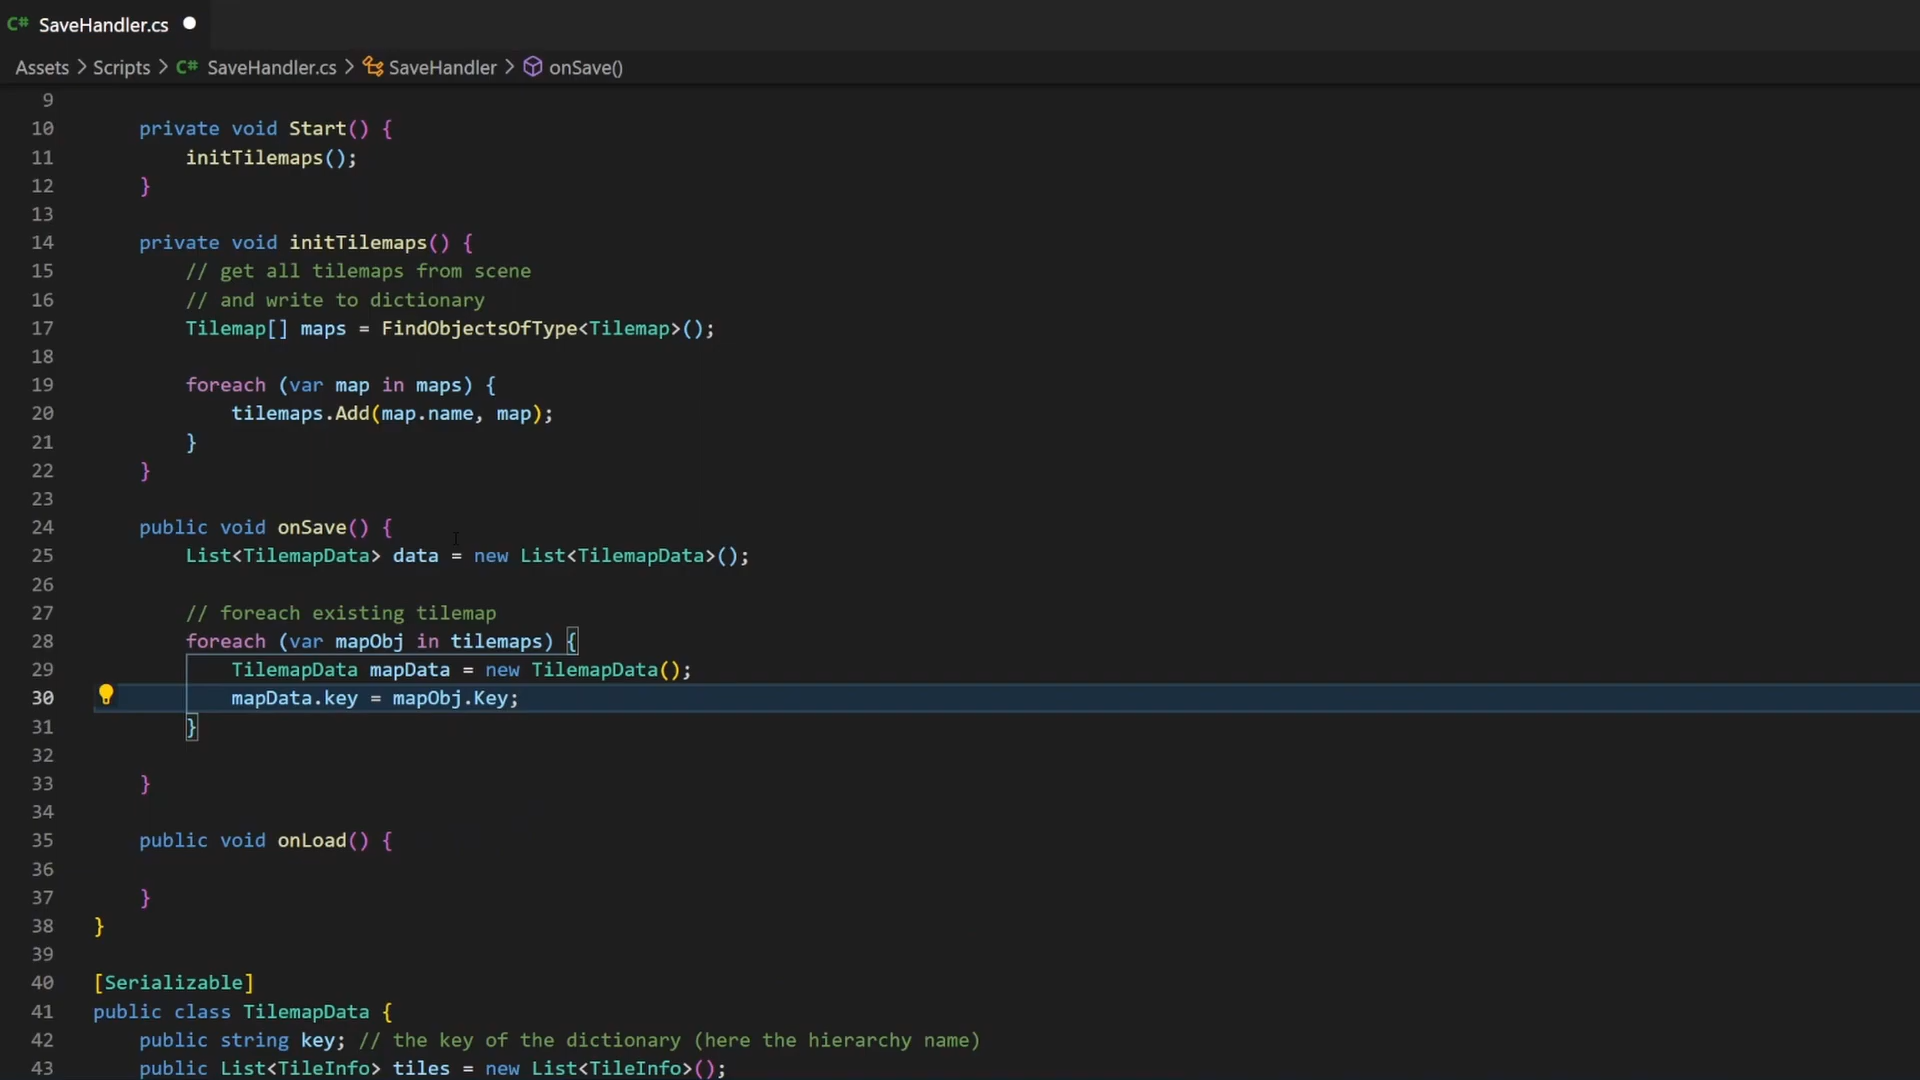 C# SaveHandler.cs
Assets > Scripts > C# SaveHandler.cs > SaveHandler > onSave()
9
10 private void Start() {
11 initTilemaps();
12 }
13
14 private void initTilemaps() {
15 // get all tilemaps from scene
16 // and write to dictionary
17 Tilemap[] maps = FindObjectsOfType<Tilemap>();
18
19 foreach (var map in maps) {
20 tilemaps.Add(map.name, map);
21 }
22 }
23
24 public void onSave() {
25 List<TilemapData> data = new List<TilemapData>();
26
27 // foreach existing tilemap
28 foreach (var mapObj in tilemaps) {
29 TilemapData mapData = new TilemapData();
30 mapData.key = mapObj.Key;
31 }
32
33 }
34
35 public void onLoad() {
36
37 }
38 }
39
40 [Serializable]
41 public class TilemapData {
42 public string key; // the key of the dictionary (here the hierarchy name)
43 public List<TileInfo> tiles = new List<TileInfo>();